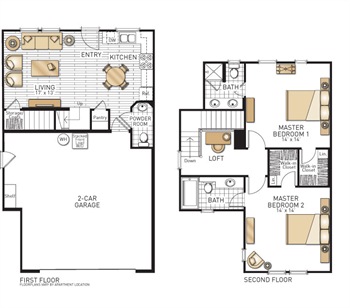 ENTRY
DW
KITCHEN
LIVING
17' x 13'
Ref.
Storage
Up
Pantry
POWDER
ROOM
WH
2-CAR
GARAGE
FIRST FLOOR
FLOORPLANS VARY BY APARTMENT LOCATION
BATH
MASTER
BEDROOM 1
14' x 14'
Down
LOFT
Lin.
Walk-in
Closet
Walk-in
Closet
BATH
MASTER
BEDROOM 2
14' x 14'
SECOND FLOOR